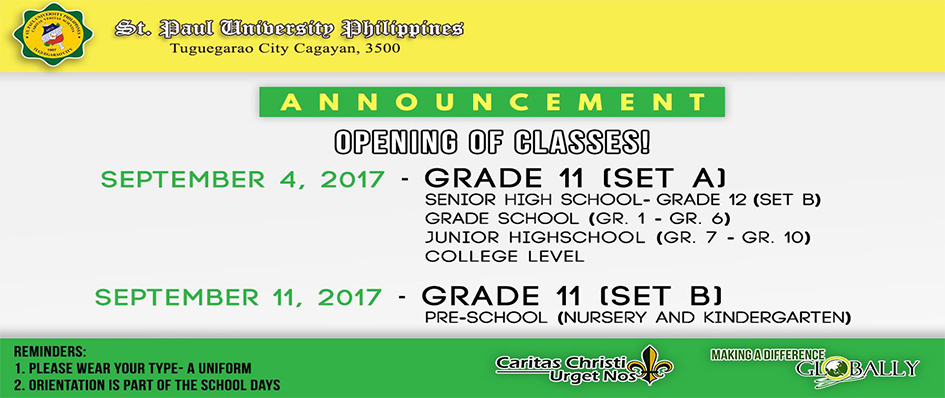 St. Paul University Philippines
Tuguegarao City Cagayan, 3500
ANNOUNCEMENT
OPENING OF CLASSES!
SEPTEMBER 4, 2017 - GRADE 11 (SET A)
SENIOR HIGH SCHOOL- GRADE 12 (SET B)
GRADE SCHOOL (GR. 1 - GR. 6)
JUNIOR HIGHSCHOOL (GR. 7 - GR. 10)
COLLEGE LEVEL
SEPTEMBER 11, 2017 - GRADE 11 (SET B)
PRE-SCHOOL (NURSERY AND KINDERGARTEN)
REMINDERS:
1. PLEASE WEAR YOUR TYPE- A UNIFORM
2. ORIENTATION IS PART OF THE SCHOOL DAYS
Caritas Christi
Urget Nos
MAKING A DIFFERENCE
GLOBALLY